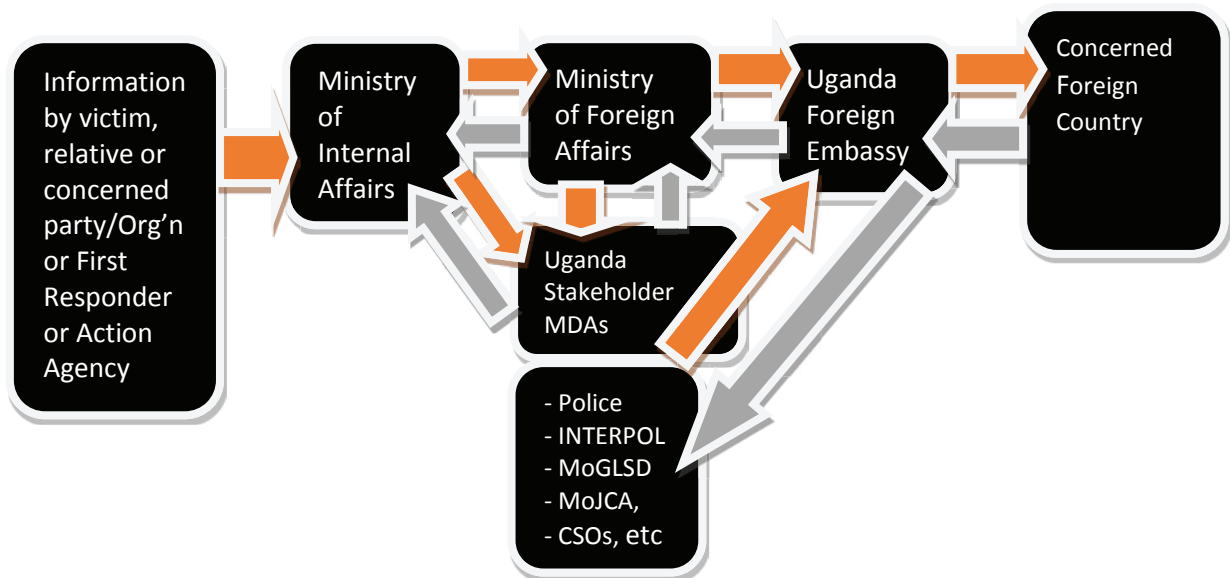 Information
by victim,
relative or
concerned
party/Org’n
or First
Responder
or Action
Agency
Ministry
of
Internal
Affairs
Ministry
of Foreign
Affairs
Uganda
Foreign
Embassy
Concerned
Foreign
Country
Uganda
Stakeholder
MDAs
- Police
- INTERPOL
- MoGLSD
- MoJCA,
- CSOs, etc